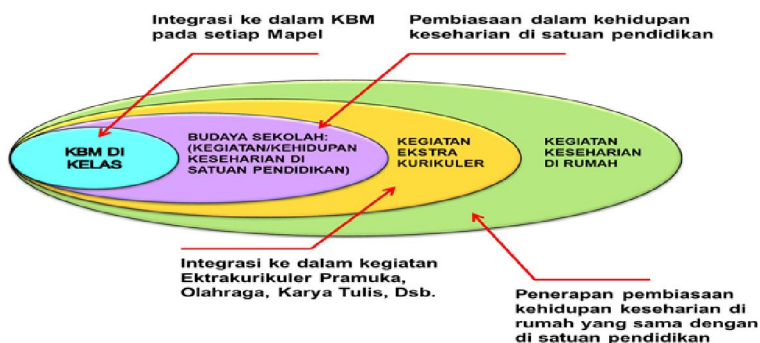 Integrasi ke dalam KBM
pada setiap Mapel
Pembiasaan dalam kehidupan
keseharian di satuan pendidikan
KBM DI
KELAS
BUDAYA SEKOLAH:
(KEGIATAN/KEHIDUPAN
KESEHARIAN DI
SATUAN PENDIDIKAN)
KEGIATAN
EKSTRA
KURIKULER
KEGIATAN
KESEHARIAN
DI RUMAH
Integrasi ke dalam kegiatan
Ektrakurikuler Pramuka,
Olahraga, Karya Tulis, Dsb.
Penerapan pembiasaan
kehidupan keseharian di
rumah yang sama dengan
di satuan pendidikan